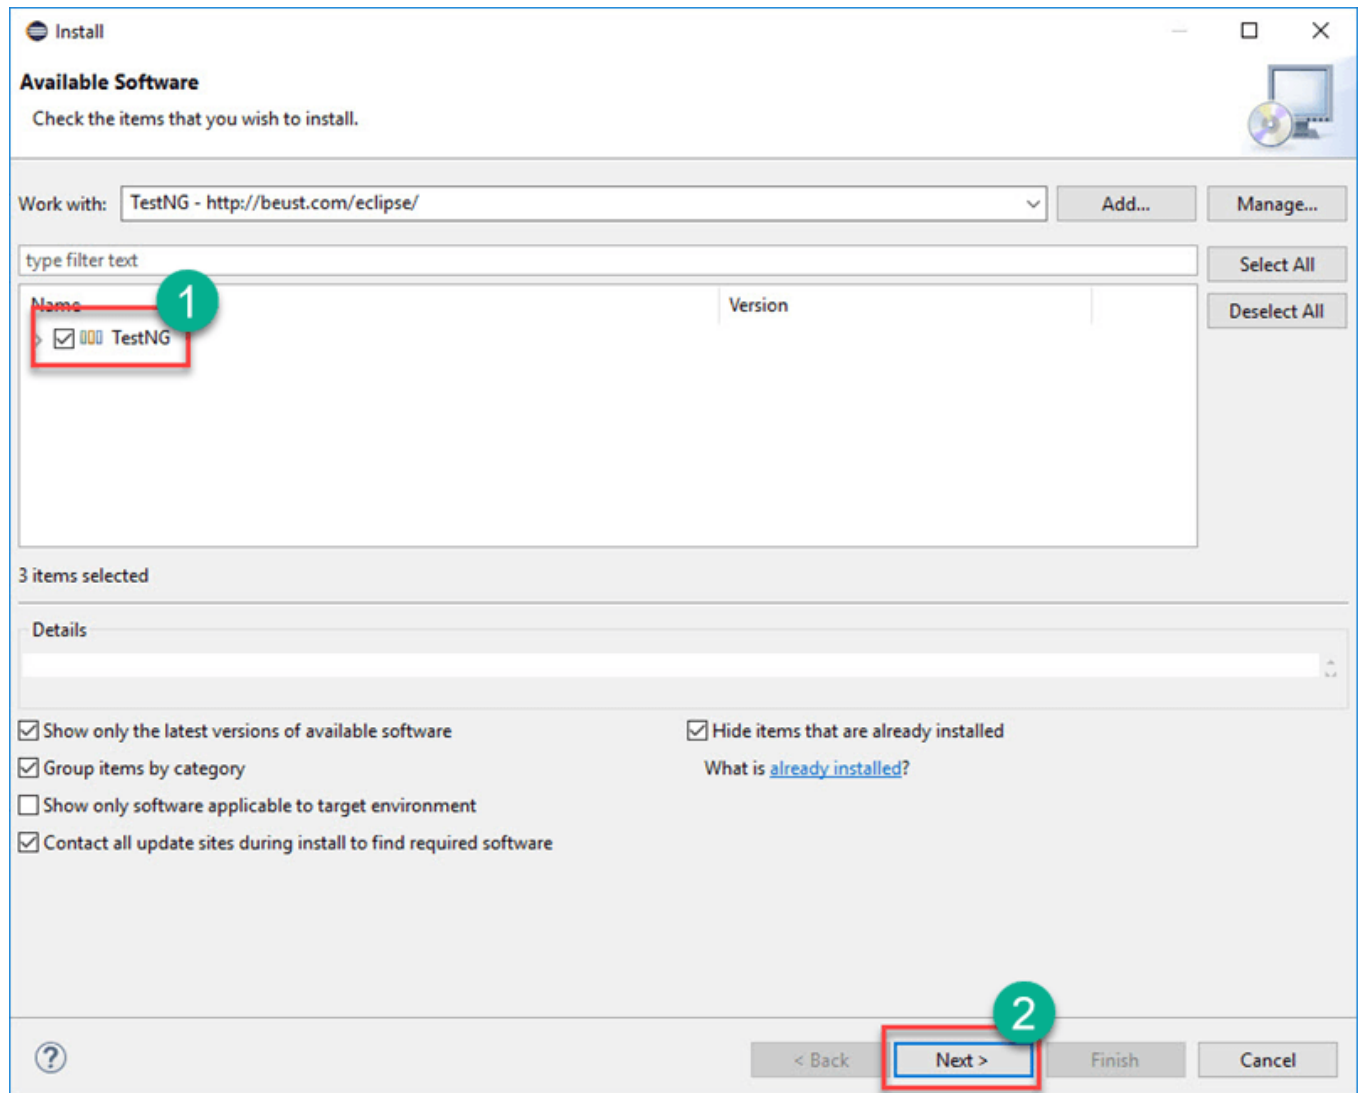 Install
Available Software
Check the items that you wish to install.
Work with: TestNG - http://beust.com/eclipse/ Add... Manage...
type filter text Select All
Name Version Deselect All
1
TestNG
3 items selected
Details
Show only the latest versions of available software Hide items that are already installed
Group items by category What is already installed?
Show only software applicable to target environment
Contact all update sites during install to find required software
2
? < Back Next > Finish Cancel